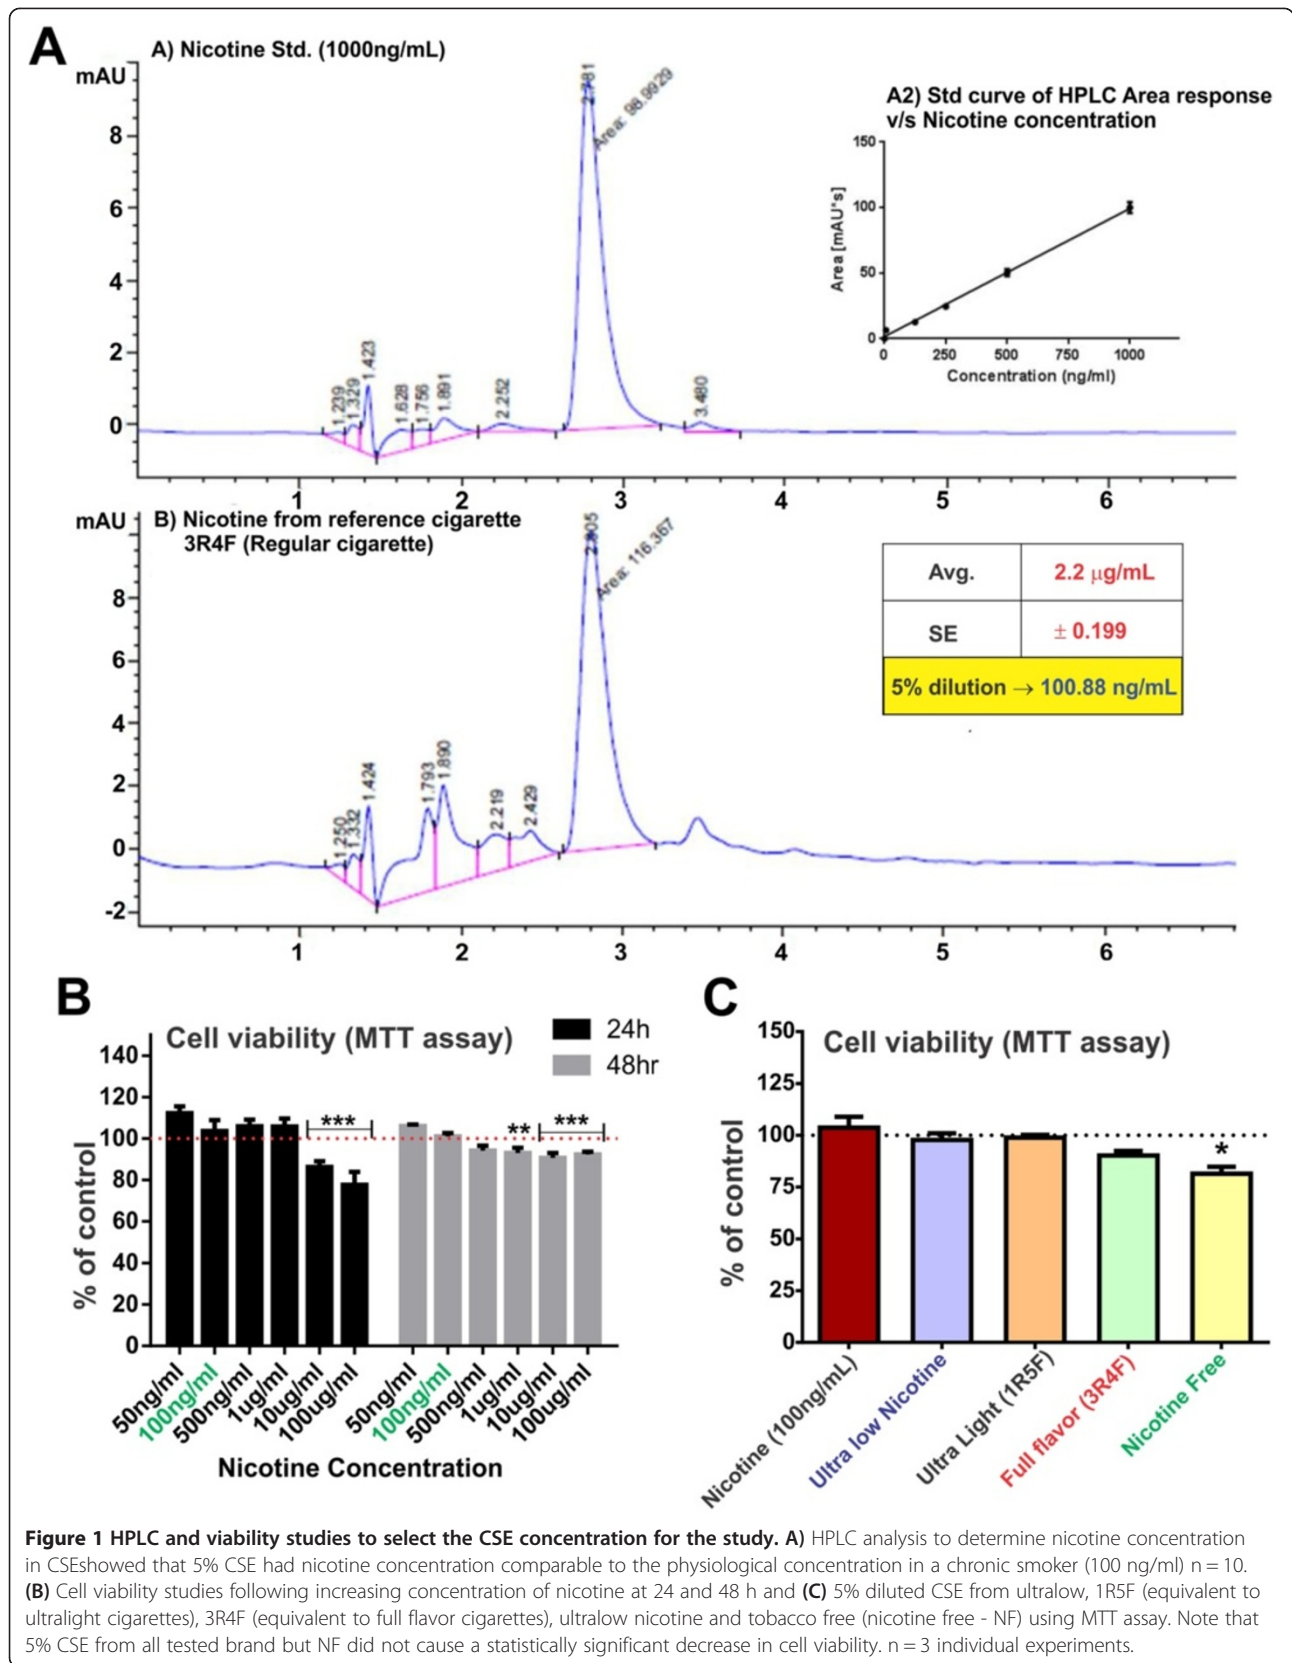 A
A) Nicotine Std. (1000ng/mL)
mAU
8
6
4
2
0
1.239
1.329
1.423
1.628
1.756
1.891
2.252
2.781
Area: 98.9929
3.480
1 2 3 4 5 6
A2) Std curve of HPLC Area response
v/s Nicotine concentration
Area [mAU*s]
150
100
50
0
0 250 500 750 1000
Concentration (ng/ml)
B) Nicotine from reference cigarette
3R4F (Regular cigarette)
mAU
8
6
4
2
0
-2
1.250
1.332
1.424
1.793
1.890
2.219
2.429
2.805
Area: 116.367
1 2 3 4 5 6
Avg. 2.2 μg/mL
SE ± 0.199
5% dilution → 100.88 ng/mL
B
Cell viability (MTT assay)
24h
48hr
% of control
140
120
100
80
60
40
20
0
*** ** ***
50ng/ml 100ng/ml 500ng/ml 1ug/ml 10ug/ml 100ug/ml 50ng/ml 100ng/ml 500ng/ml 1ug/ml 10ug/ml 100ug/ml
Nicotine Concentration
C
Cell viability (MTT assay)
% of control
150
125
100
75
50
25
0
*
Nicotine (100ng/mL)
Ultra low Nicotine
Ultra Light (1R5F)
Full flavor (3R4F)
Nicotine Free
Figure 1 HPLC and viability studies to select the CSE concentration for the study. A) HPLC analysis to determine nicotine concentration
in CSEshowed that 5% CSE had nicotine concentration comparable to the physiological concentration in a chronic smoker (100 ng/ml) n = 10.
(B) Cell viability studies following increasing concentration of nicotine at 24 and 48 h and (C) 5% diluted CSE from ultralow, 1R5F (equivalent to
ultralight cigarettes), 3R4F (equivalent to full flavor cigarettes), ultralow nicotine and tobacco free (nicotine free - NF) using MTT assay. Note that
5% CSE from all tested brand but NF did not cause a statistically significant decrease in cell viability. n = 3 individual experiments.